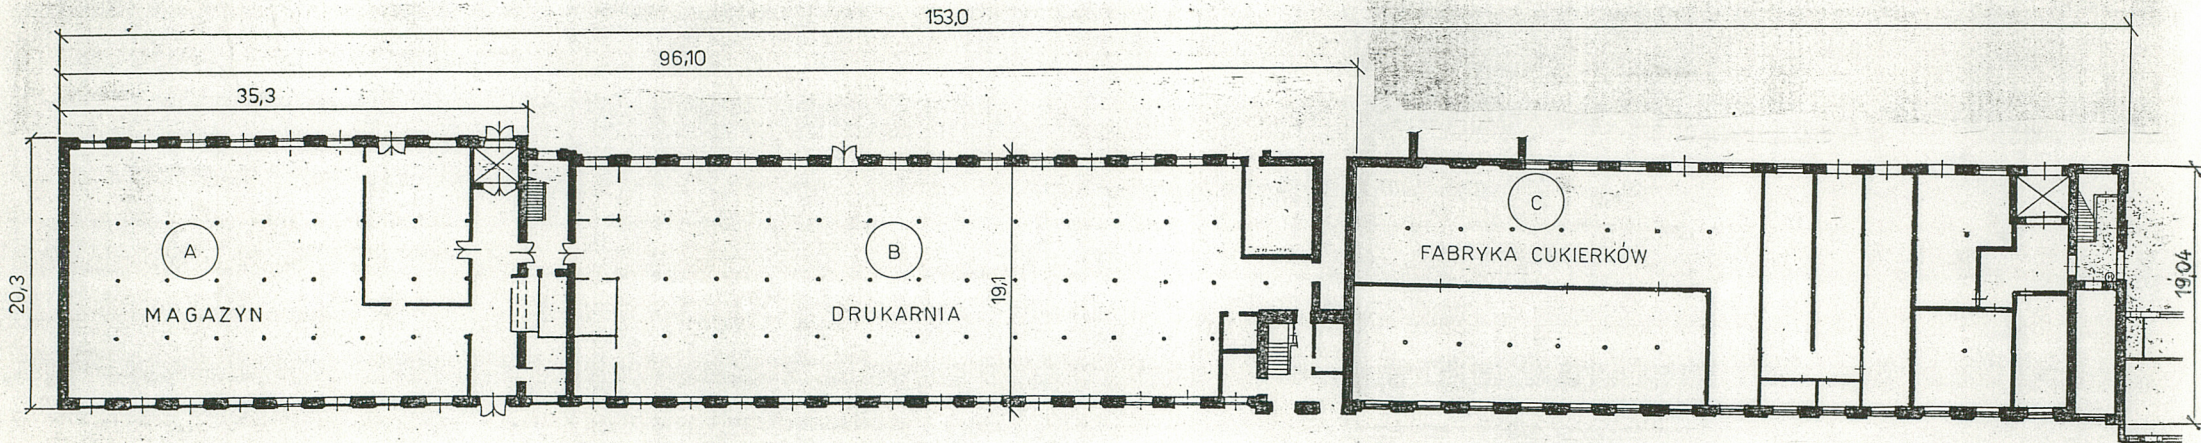 153,0
96,10
35,3
20,3
A
MAGAZYN
B
DRUKARNIA
19,1
C
FABRYKA CUKIERKÓW
19,04